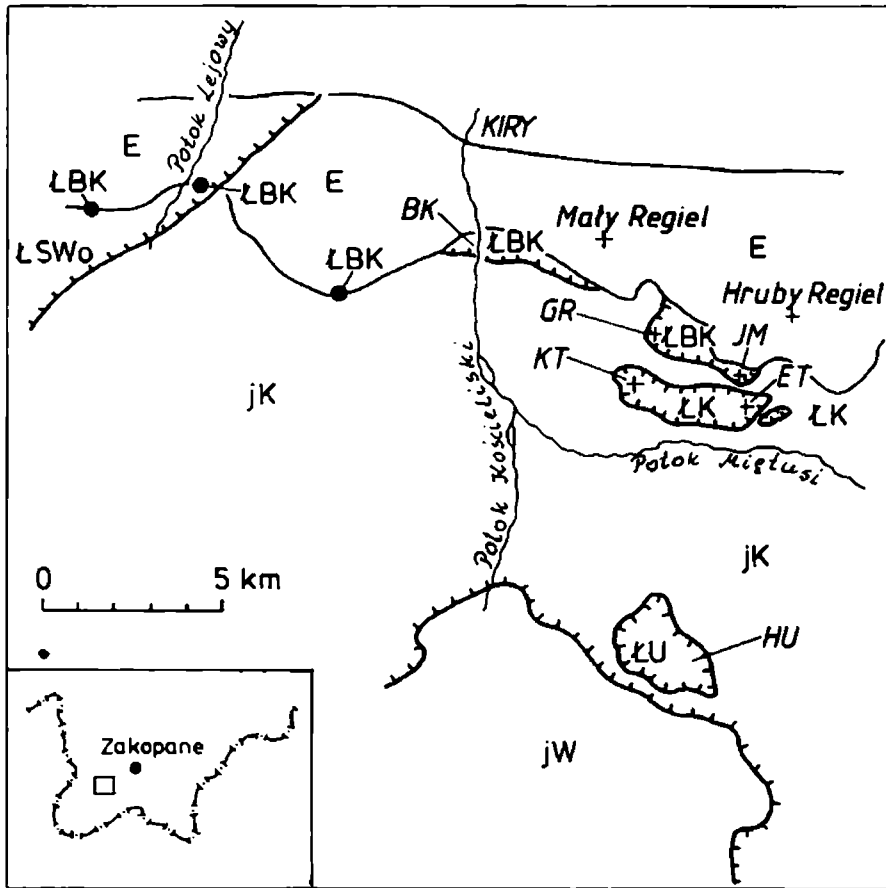 Potok Lejowy
E
KIRY
ŁBK
ŁBK
E
BK
ŁBK
Mały Regiel
E
ŁSWo
ŁBK
Hruby Regiel
GR
ŁBK
JM
KT
ET
jK
ŁK
ŁK
Potok Kościeliski
Potok Miętusi
0
5 km
jK
HU
ŁU
jW
Zakopane